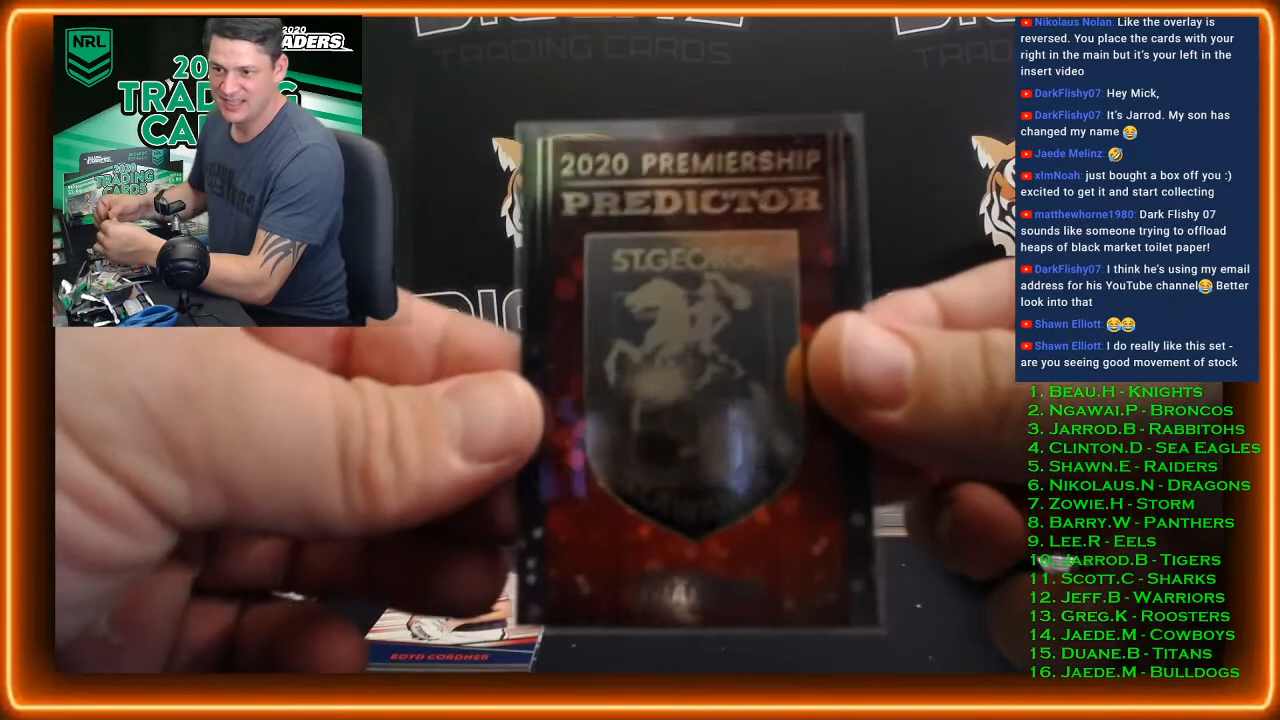 NRL
2020
TRAD
CA
2020
ADERS
2020
TRADING
CARDS
TRADING CARDS
2020 PREMIERSHIP
PREDICTOR
ST.GEORGE
BOYD CORDNER
Nikolaus Nolan: Like the overlay is
reversed. You place the cards with your
right in the main but it's your left in the
insert video
DarkFlishy07: Hey Mick,
DarkFlishy07: It's Jarrod. My son has
changed my name 😂
Jaede Melinz: 🤣
xImNoah: just bought a box off you :)
excited to get it and start collecting
matthewhorne1980: Dark Flishy 07
sounds like someone trying to offload
heaps of black market toilet paper!
DarkFlishy07: I think he's using my email
address for his YouTube channel😂 Better
look into that
Shawn Elliott: 😂😂
Shawn Elliott: I do really like this set -
are you seeing good movement of stock
1. Beau.H - Knights
2. Ngawai.P - Broncos
3. Jarrod.B - Rabbitohs
4. Clinton.D - Sea Eagles
5. Shawn.E - Raiders
6. Nikolaus.N - Dragons
7. Zowie.H - Storm
8. Barry.W - Panthers
9. Lee.R - Eels
10. Jarrod.B - Tigers
11. Scott.C - Sharks
12. Jeff.B - Warriors
13. Greg.K - Roosters
14. Jaede.M - Cowboys
15. Duane.B - Titans
16. Jaede.M - Bulldogs